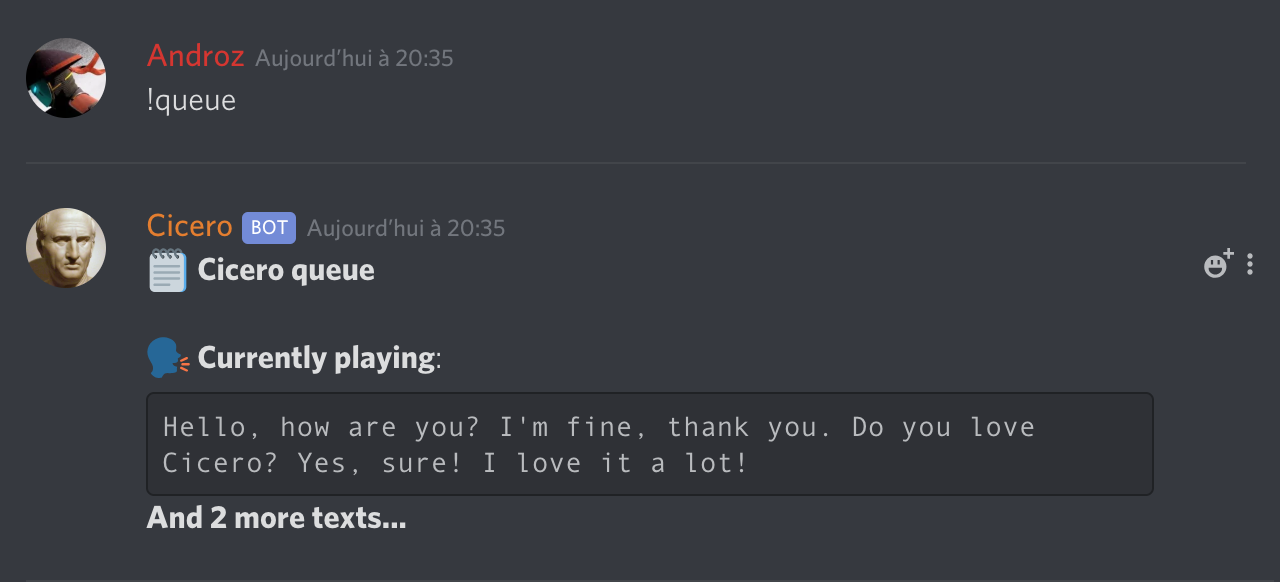 Androz Aujourd’hui à 20:35
!queue
Cicero BOT Aujourd’hui à 20:35
Cicero queue
Currently playing:
Hello, how are you? I'm fine, thank you. Do you love
Cicero? Yes, sure! I love it a lot!
And 2 more texts...